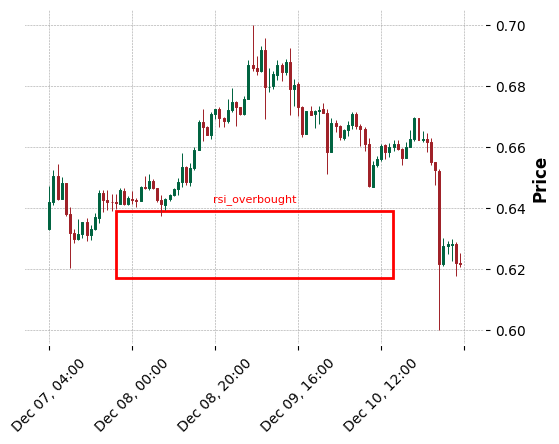 0.70
0.68
0.66
0.64
0.62
0.60
Price
rsi_overbought
Dec 07, 04:00
Dec 08, 00:00
Dec 08, 20:00
Dec 09, 16:00
Dec 10, 12:00